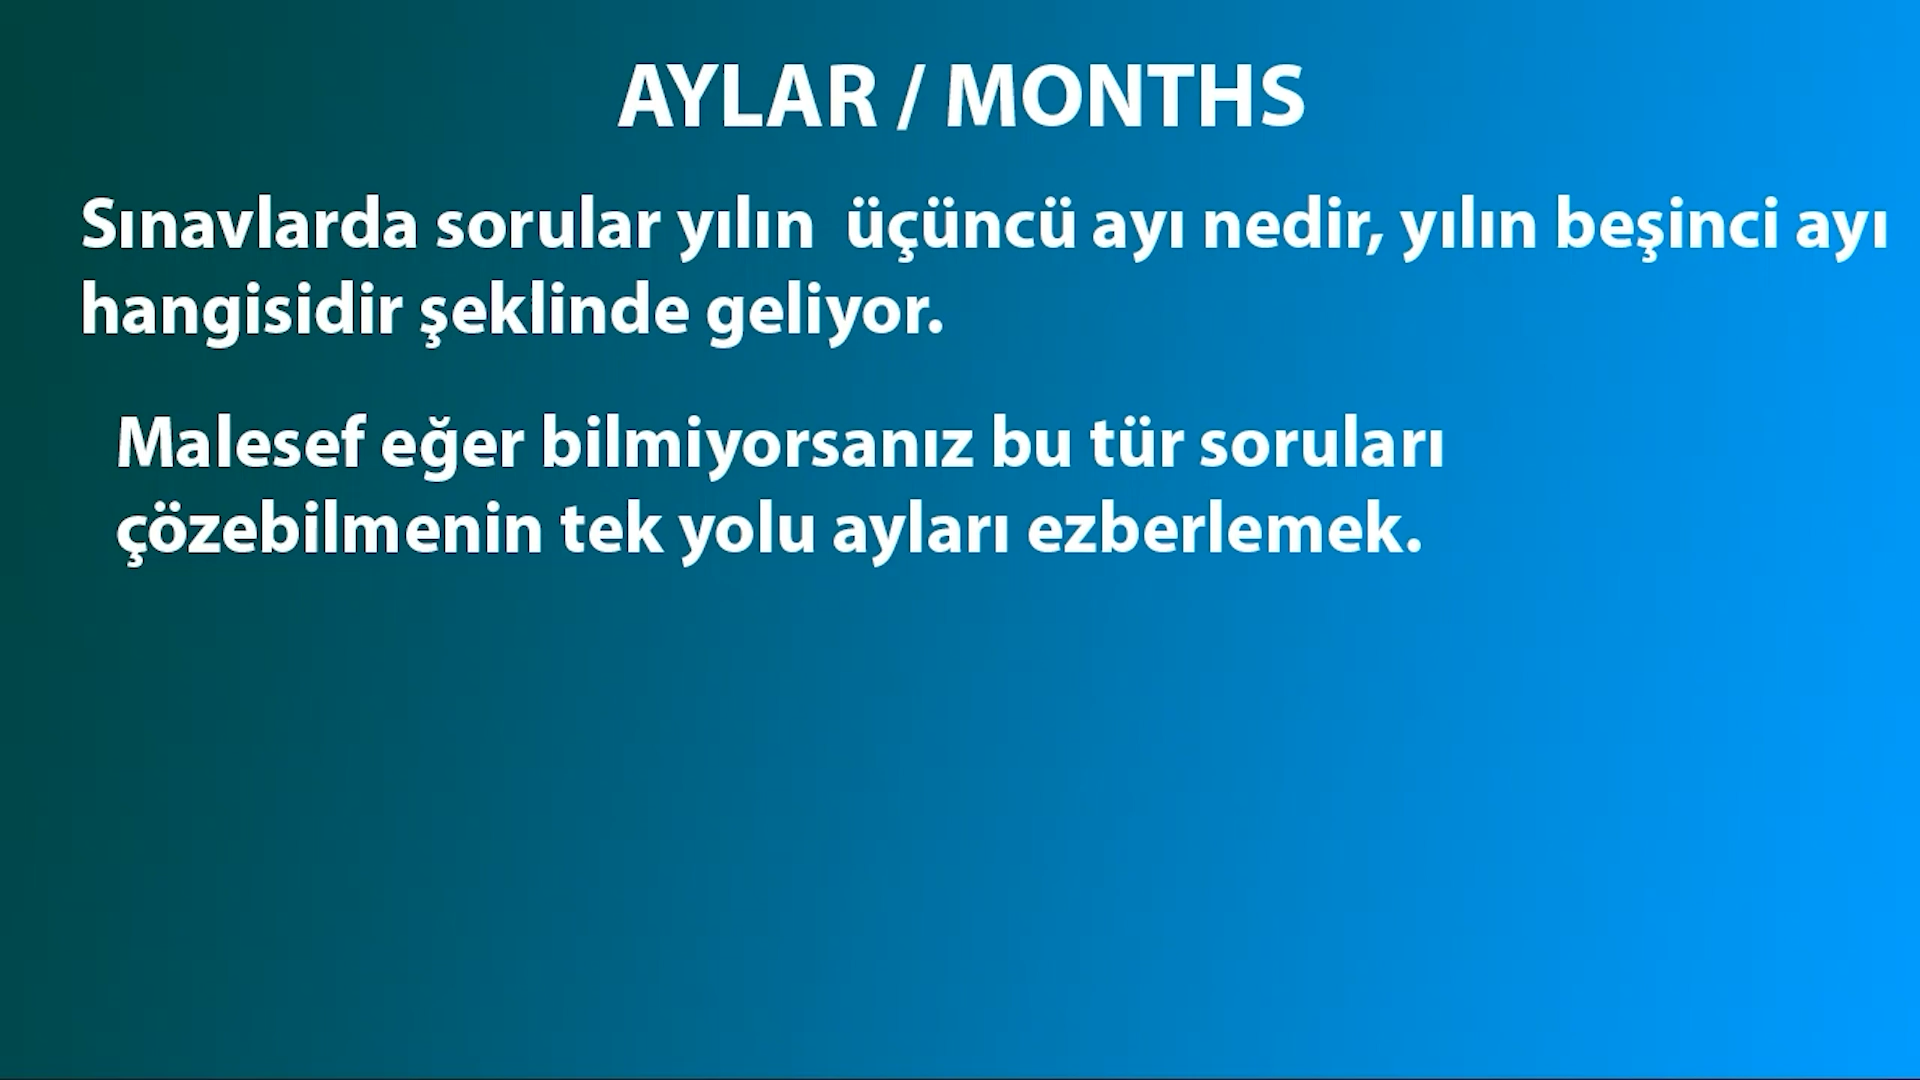 AYLAR / MONTHS
Sınavlarda sorular yılın  üçüncü ayı nedir, yılın beşinci ayı
hangisidir şeklinde geliyor.
Malesef eğer bilmiyorsanız bu tür soruları
çözebilmenin tek yolu ayları ezberlemek.